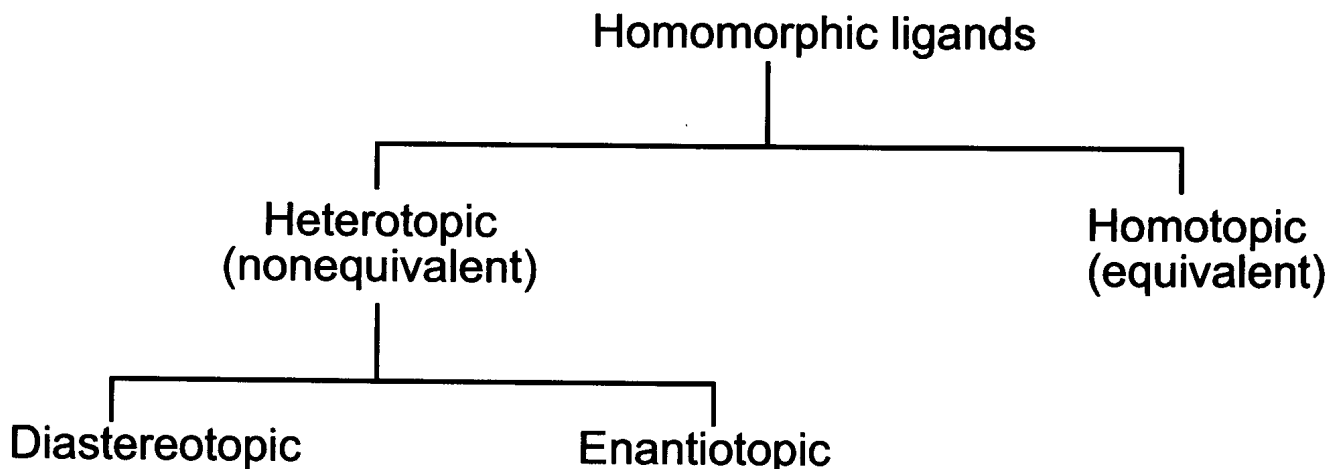 Homomorphic ligands
Heterotopic
(nonequivalent)
Homotopic
(equivalent)
Diastereotopic
Enantiotopic